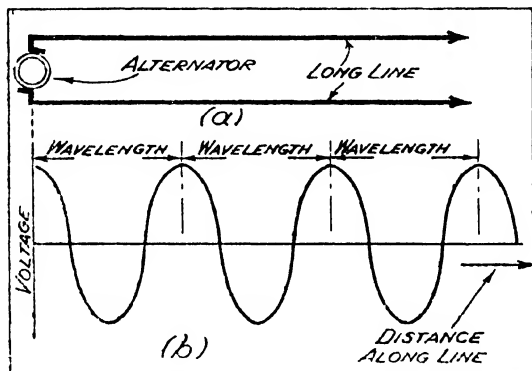 ALTERNATOR
LONG LINE
(a)
WAVELENGTH WAVELENGTH WAVELENGTH
VOLTAGE
(b)
DISTANCE
ALONG LINE